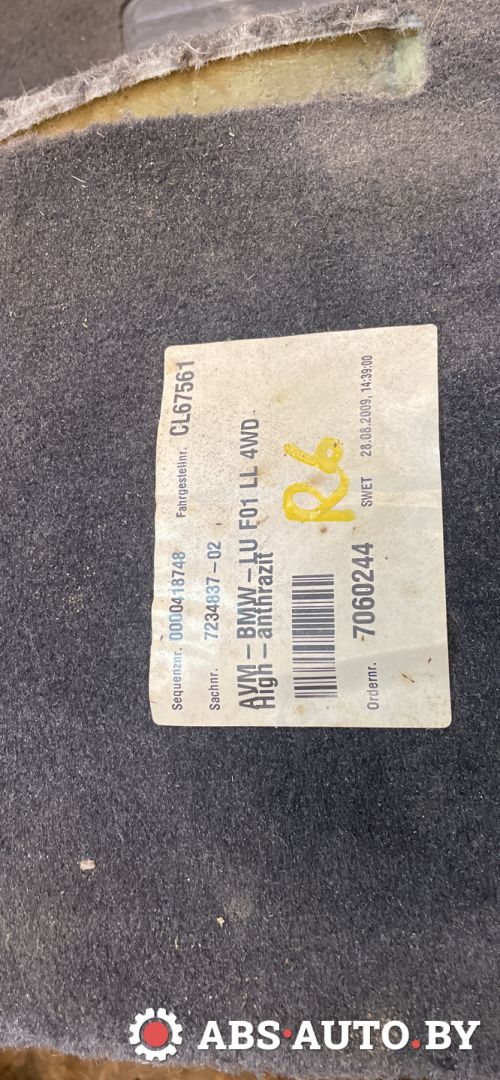 Sequenznr. 0000418748 Fahrgestellnr. CL67561
Sachnr. 7234837-02
AVM-BMW-LU F01 LL 4WD
High-anthrazit
R6
Ordernr. 7060244 SWET 28.08.2009, 14:39:00
ABS·AUTO.BY